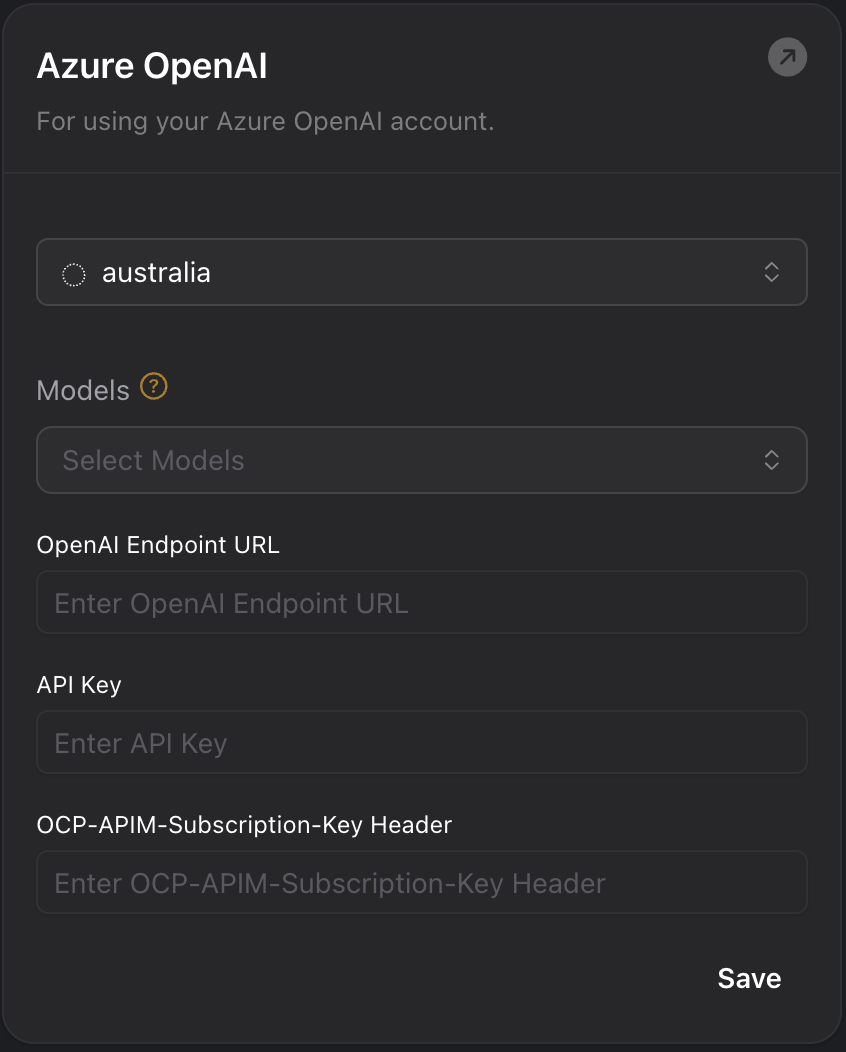 Azure OpenAI
For using your Azure OpenAI account.
australia
Models ?
Select Models
OpenAI Endpoint URL
Enter OpenAI Endpoint URL
API Key
Enter API Key
OCP-APIM-Subscription-Key Header
Enter OCP-APIM-Subscription-Key Header
Save